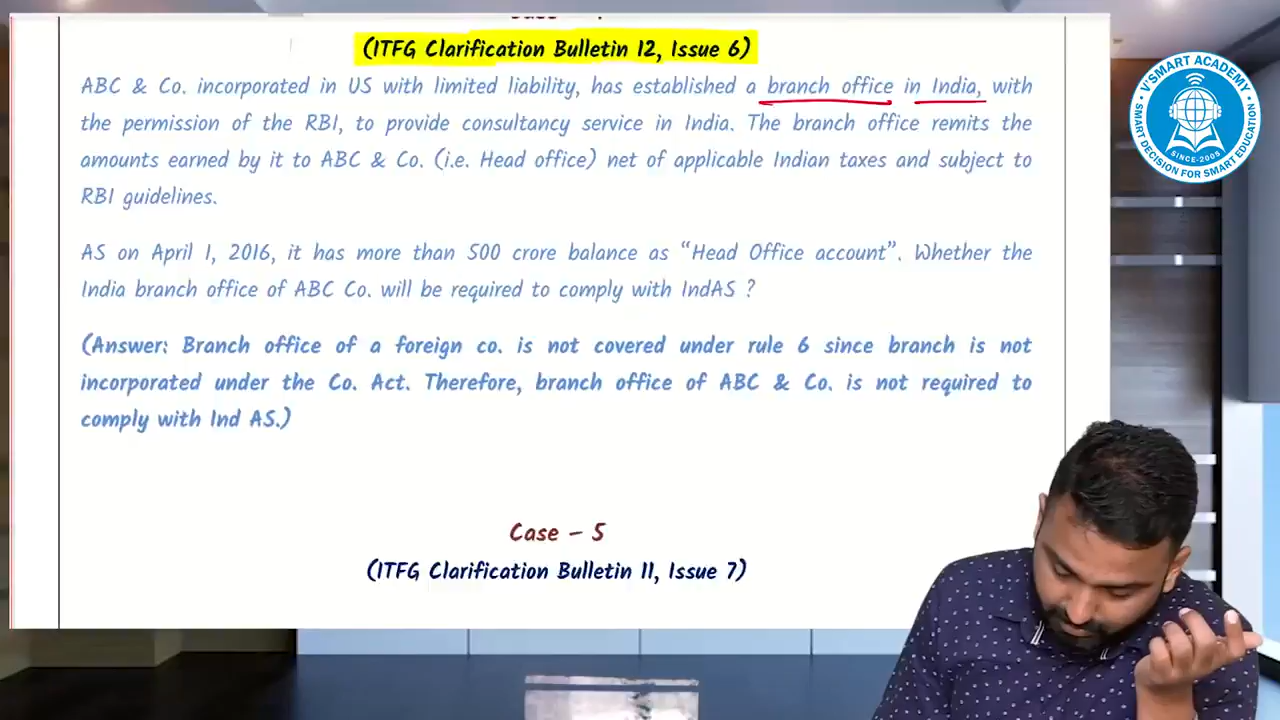 (ITFG Clarification Bulletin 12, Issue 6)
ABC & Co. incorporated in US with limited liability, has established a branch office in India, with
the permission of the RBI, to provide consultancy service in India. The branch office remits the
amounts earned by it to ABC & Co. (i.e. Head office) net of applicable Indian taxes and subject to
RBI guidelines.
AS on April 1, 2016, it has more than 500 crore balance as “Head Office account”. Whether the
India branch office of ABC Co. will be required to comply with IndAS ?
(Answer: Branch office of a foreign co. is not covered under rule 6 since branch is not
incorporated under the Co. Act. Therefore, branch office of ABC & Co. is not required to
comply with Ind AS.)
Case – 5
(ITFG Clarification Bulletin 11, Issue 7)
V'SMART ACADEMY
SMART DECISION FOR SMART EDUCATION